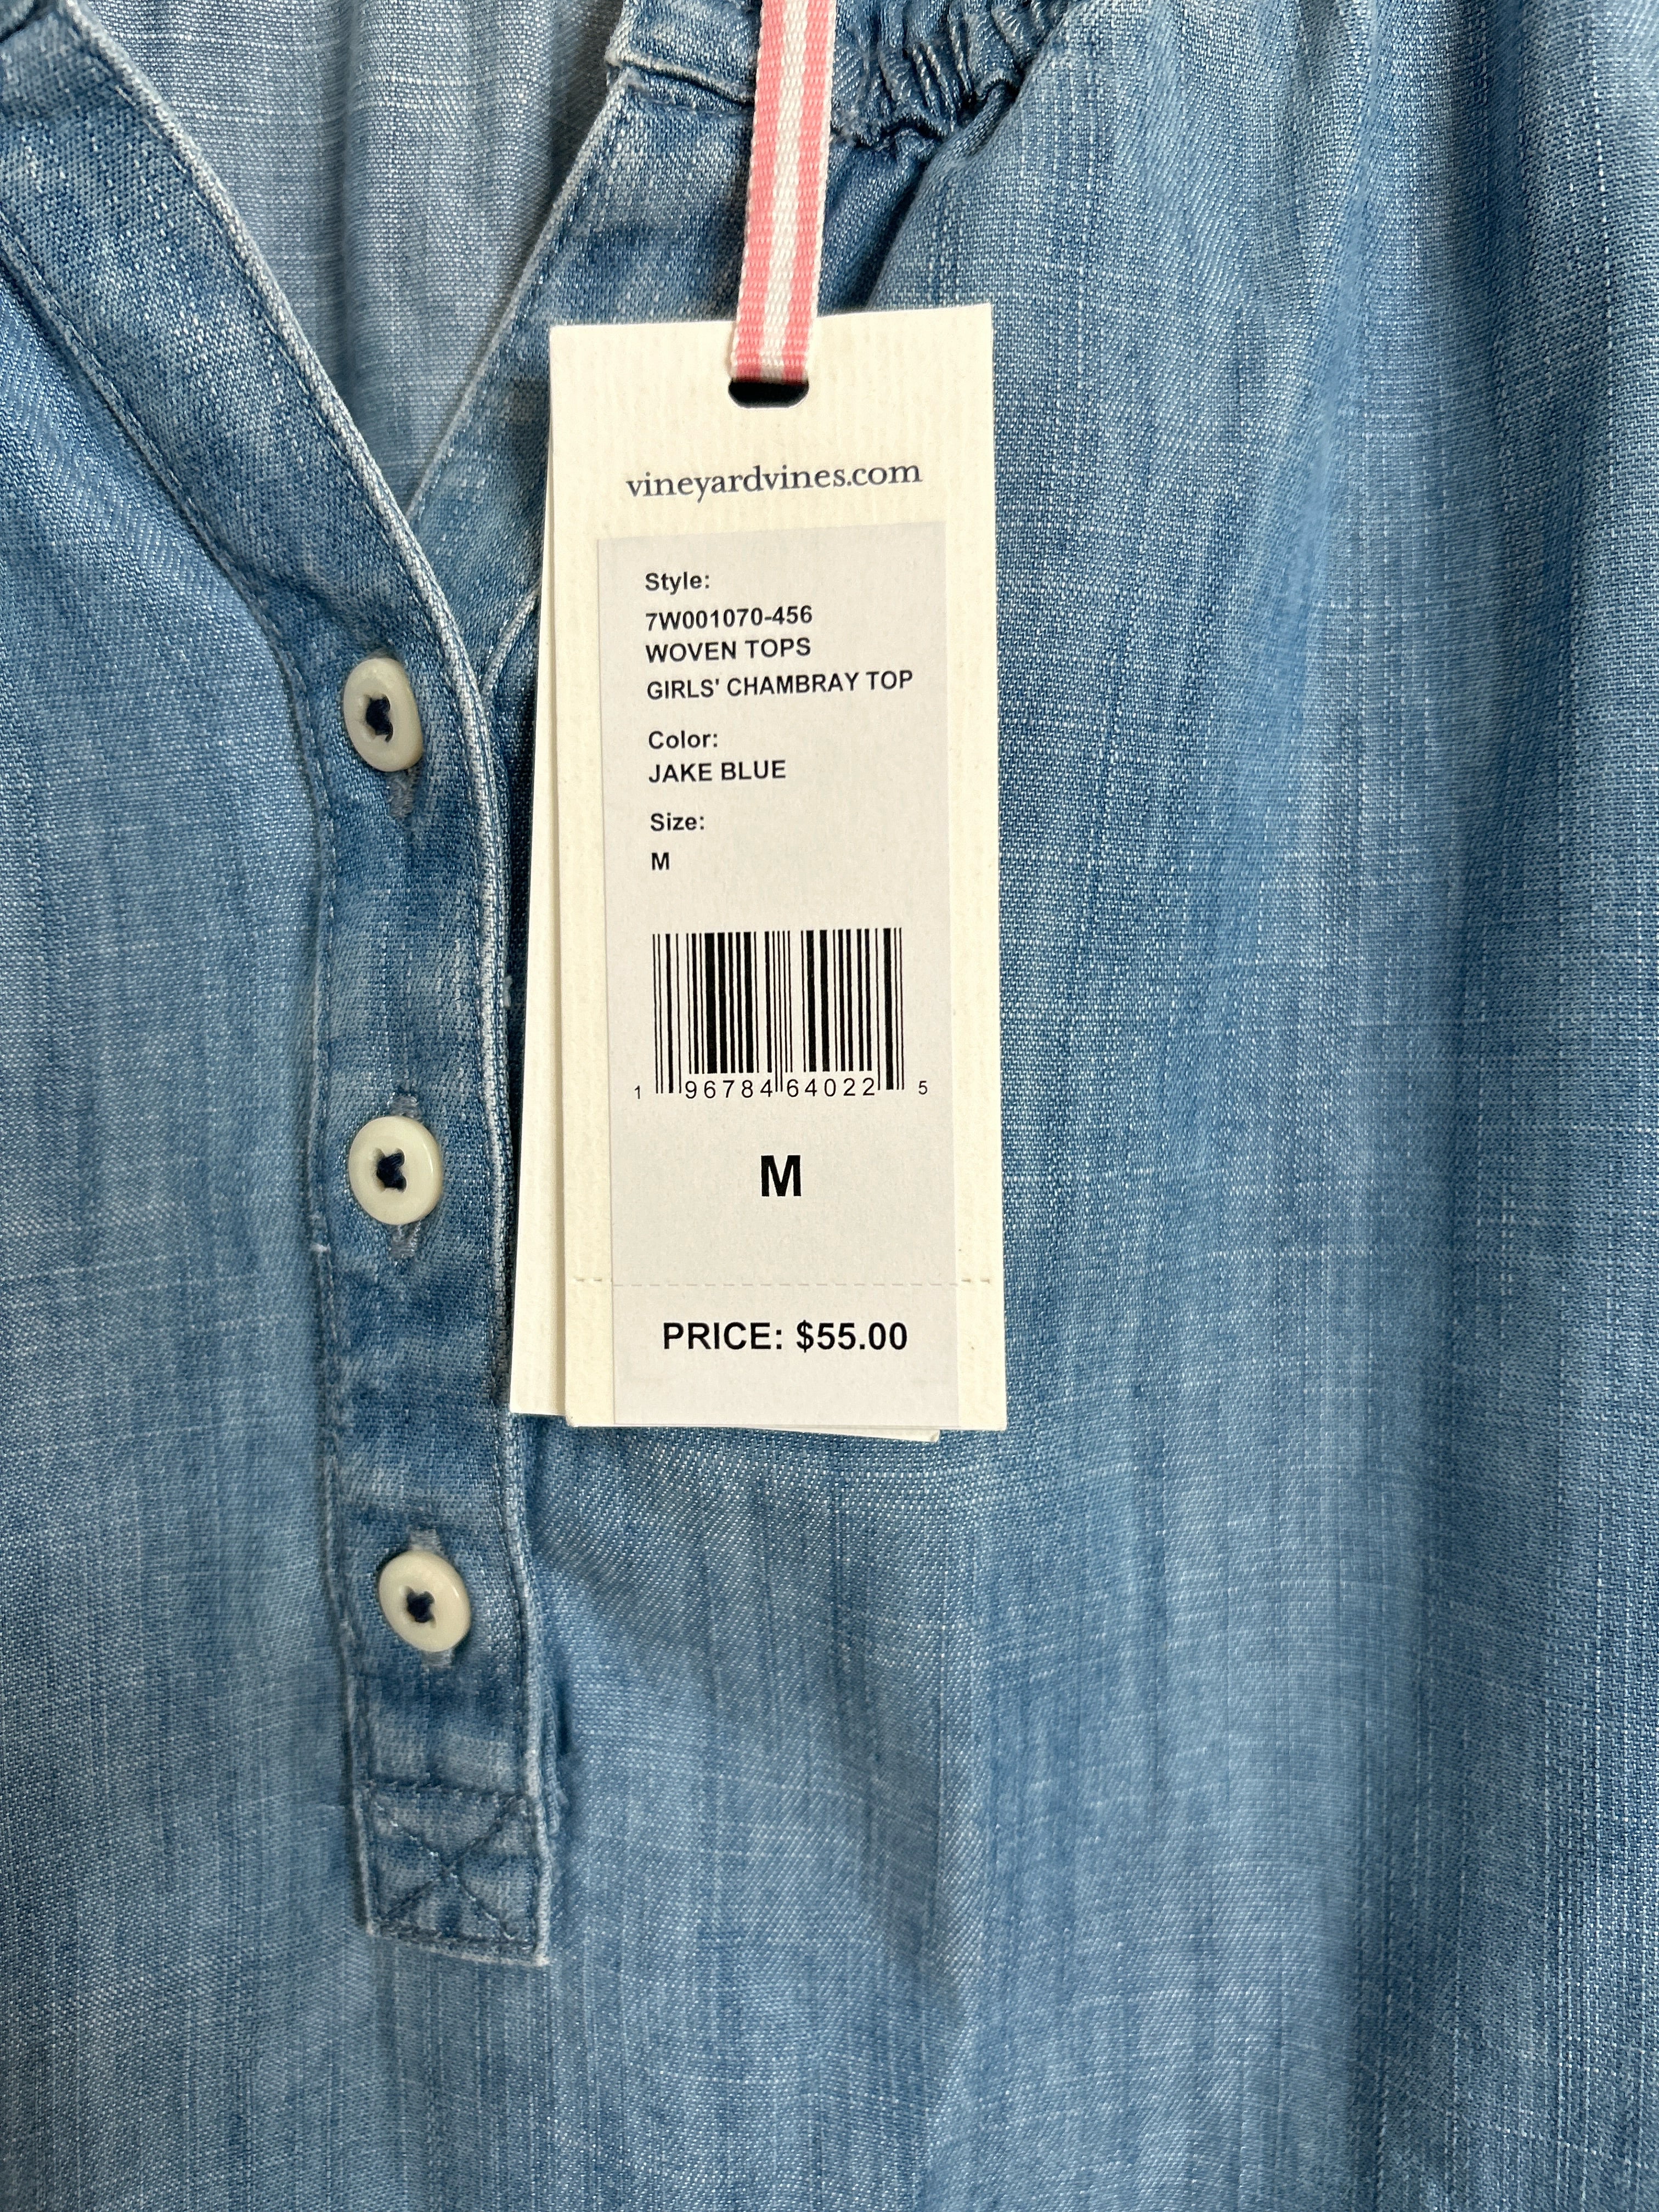 vineyardvines.com
Style:
7W001070-456
WOVEN TOPS
GIRLS' CHAMBRAY TOP
Color:
JAKE BLUE
Size:
M
1 96784 64022 5
M
PRICE: $55.00